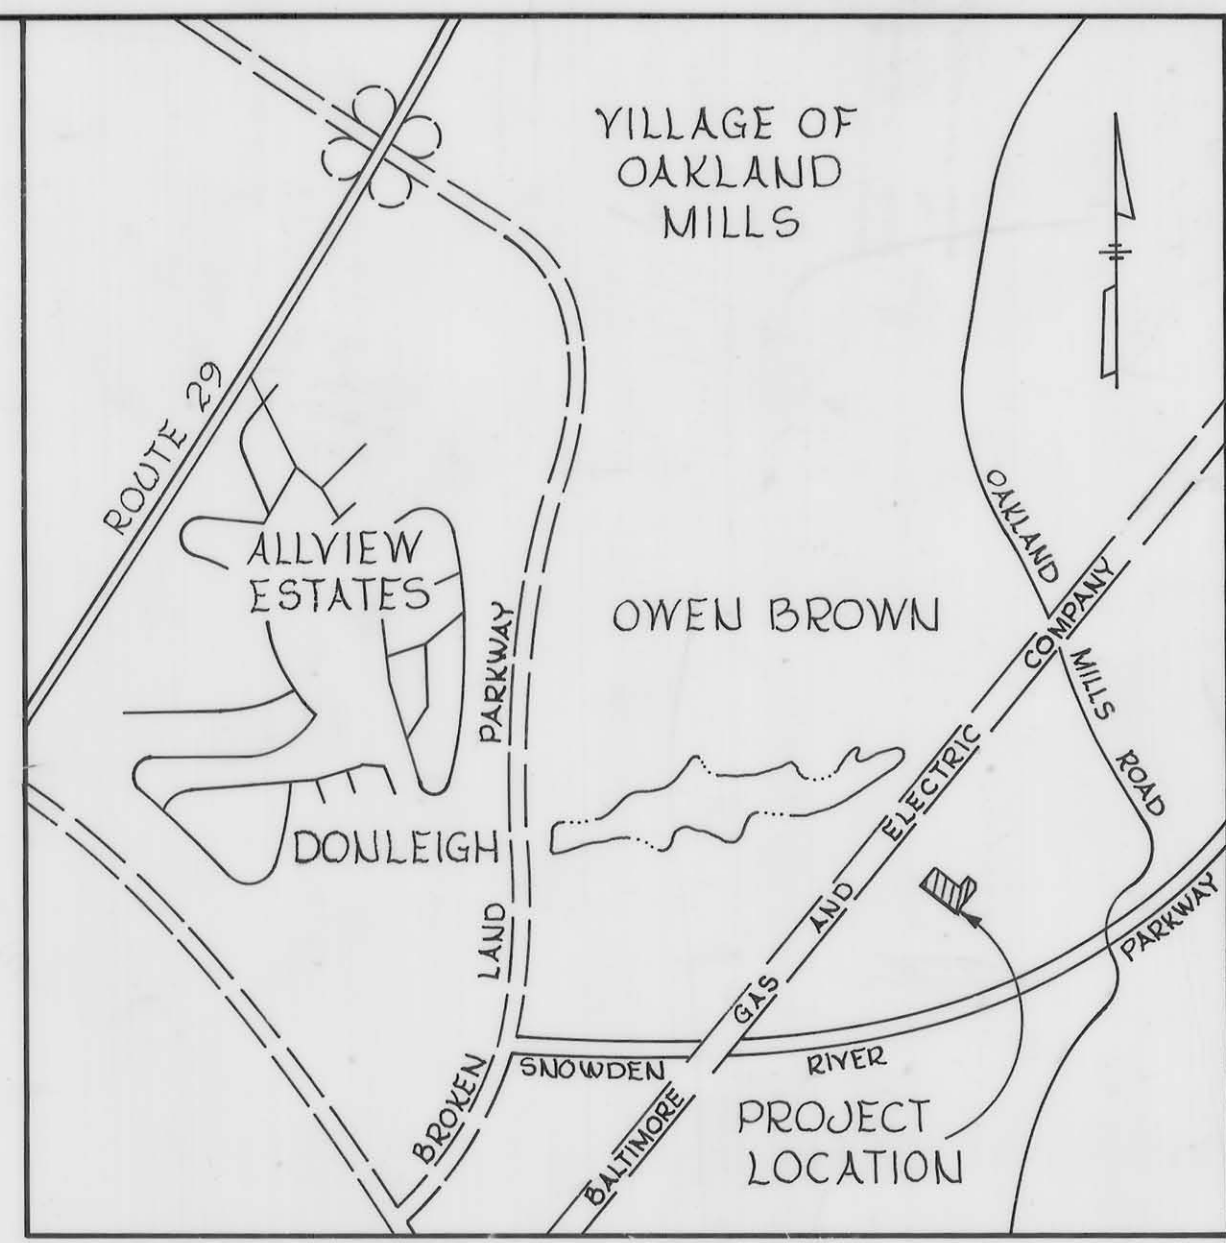 VILLAGE OF
OAKLAND
MILLS
ROUTE 29
ALLVIEW
ESTATES
OWEN BROWN
OAKLAND MILLS ROAD
DONLEIGH
BROKEN LAND PARKWAY
BALTIMORE GAS AND ELECTRIC COMPANY
SNOWDEN RIVER PARKWAY
PROJECT
LOCATION